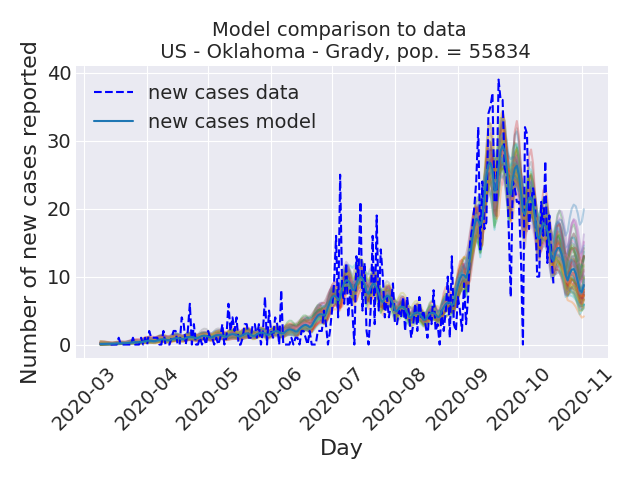 Model comparison to data
US - Oklahoma - Grady, pop. = 55834
Number of new cases reported
40
30
20
10
0
new cases data
new cases model
2020-03
2020-04
2020-05
2020-06
2020-07
2020-08
2020-09
2020-10
2020-11
Day